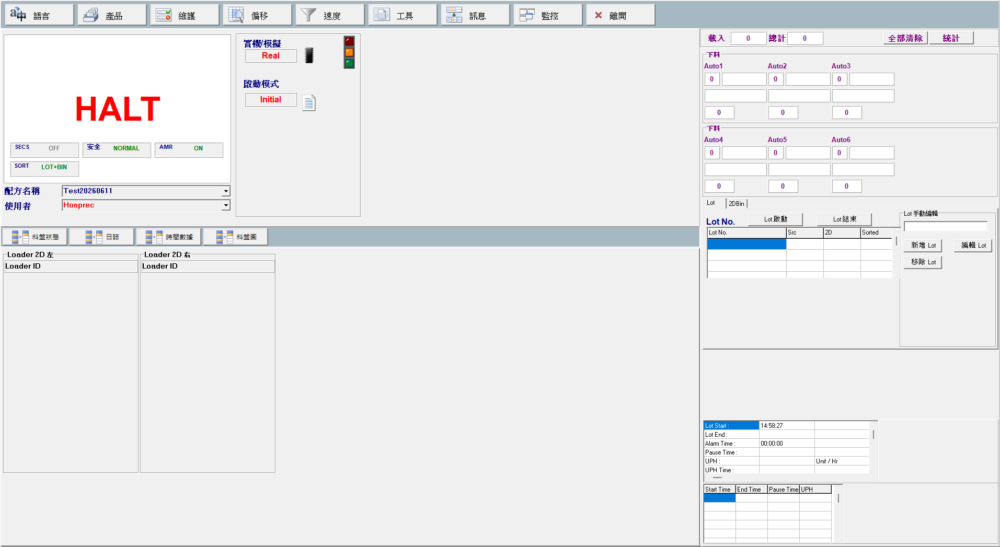 語言 產品 維護 偏移 速度 工具 訊息 監控 離開
實機/模擬
Real
啟動模式
Initial
HALT
SECS OFF 安全 NORMAL AMR ON
SORT LOT+BIN
配方名稱 Test20260611
使用者 Honprec
料盤狀態 日誌 時間數據 料盤圖
Loader 2D 左 Loader 2D 右
Loader ID Loader ID
載入 0 總計 0 全部清除 統計
下料
Auto1 Auto2 Auto3
0 0 0
0 0 0
下料
Auto4 Auto5 Auto6
0 0 0
0 0 0
Lot 2DBin
Lot No. Lot 啟動 Lot 結束
Lot No. Src 2D Sorted
Lot 手動編輯
新增 Lot 編輯 Lot
移除 Lot
Lot Start : 14:58:27
Lot End :
Alarm Time : 00:00:00
Pause Time :
UPH : Unit / Hr
UPH Time :
Start Time End Time Pause Time UPH